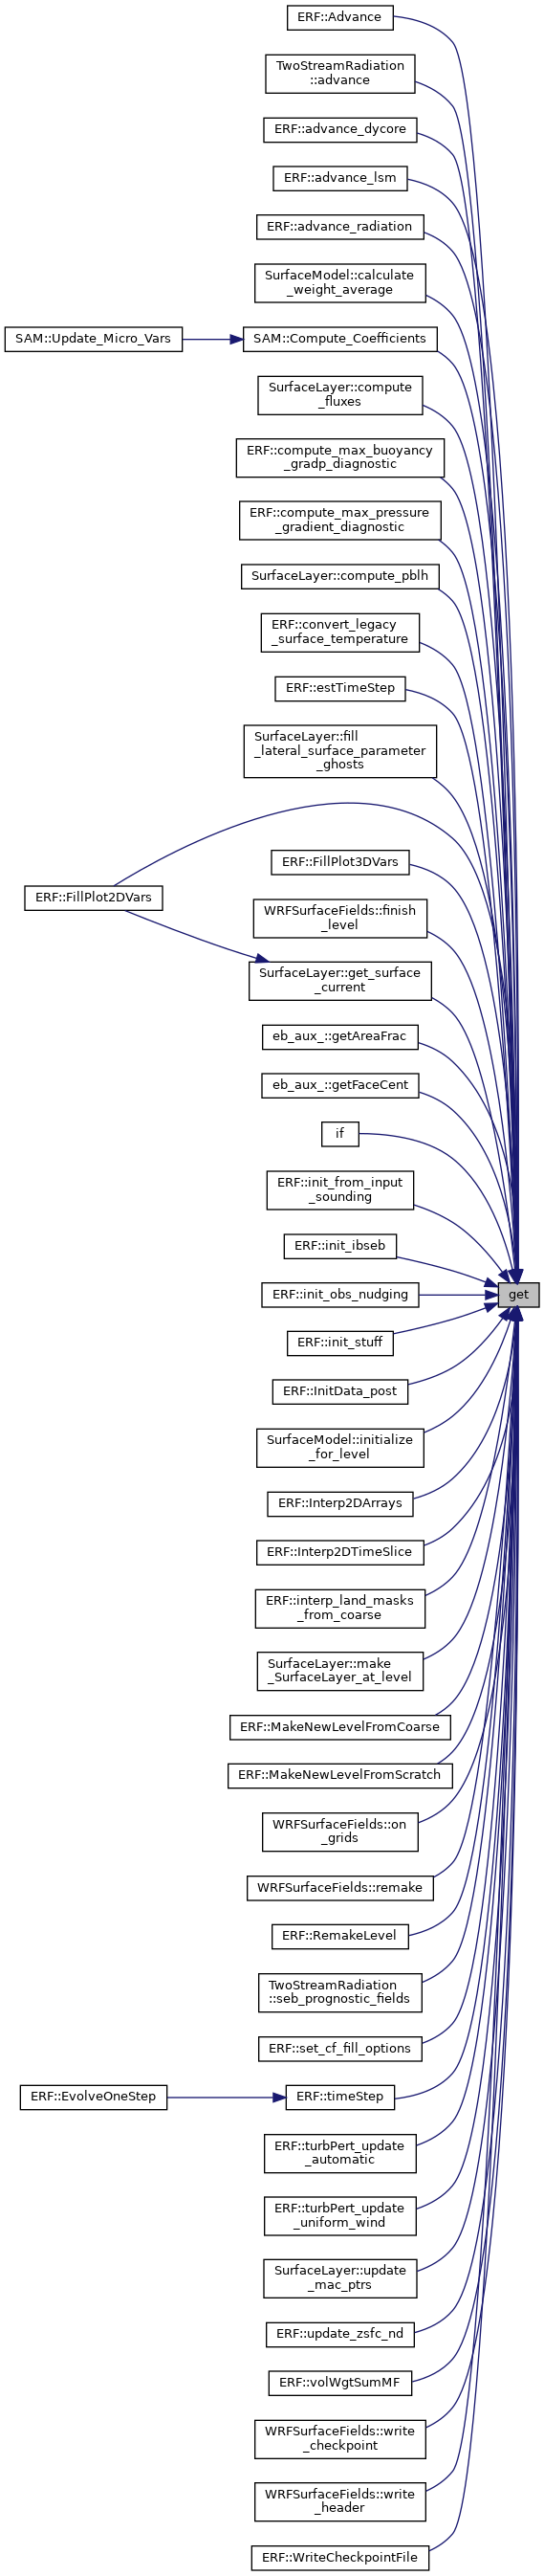 ERF::Advance
TwoStreamRadiation
::advance
ERF::advance_dycore
ERF::advance_lsm
ERF::advance_radiation
SurfaceModel::calculate
_weight_average
SAM::Update_Micro_Vars
SAM::Compute_Coefficients
SurfaceLayer::compute
_fluxes
ERF::compute_max_buoyancy
_gradp_diagnostic
ERF::compute_max_pressure
_gradient_diagnostic
SurfaceLayer::compute_pblh
ERF::convert_legacy
_surface_temperature
ERF::estTimeStep
SurfaceLayer::fill
_lateral_surface_parameter
_ghosts
ERF::FillPlot3DVars
ERF::FillPlot2DVars
WRFSurfaceFields::finish
_level
SurfaceLayer::get_surface
_current
eb_aux_::getAreaFrac
eb_aux_::getFaceCent
if
ERF::init_from_input
_sounding
ERF::init_ibseb
ERF::init_obs_nudging
get
ERF::init_stuff
ERF::InitData_post
SurfaceModel::initialize
_for_level
ERF::Interp2DArrays
ERF::Interp2DTimeSlice
ERF::interp_land_masks
_from_coarse
SurfaceLayer::make
_SurfaceLayer_at_level
ERF::MakeNewLevelFromCoarse
ERF::MakeNewLevelFromScratch
WRFSurfaceFields::on
_grids
WRFSurfaceFields::remake
ERF::RemakeLevel
TwoStreamRadiation
::seb_prognostic_fields
ERF::set_cf_fill_options
ERF::EvolveOneStep
ERF::timeStep
ERF::turbPert_update
_automatic
ERF::turbPert_update
_uniform_wind
SurfaceLayer::update
_mac_ptrs
ERF::update_zsfc_nd
ERF::volWgtSumMF
WRFSurfaceFields::write
_checkpoint
WRFSurfaceFields::write
_header
ERF::WriteCheckpointFile